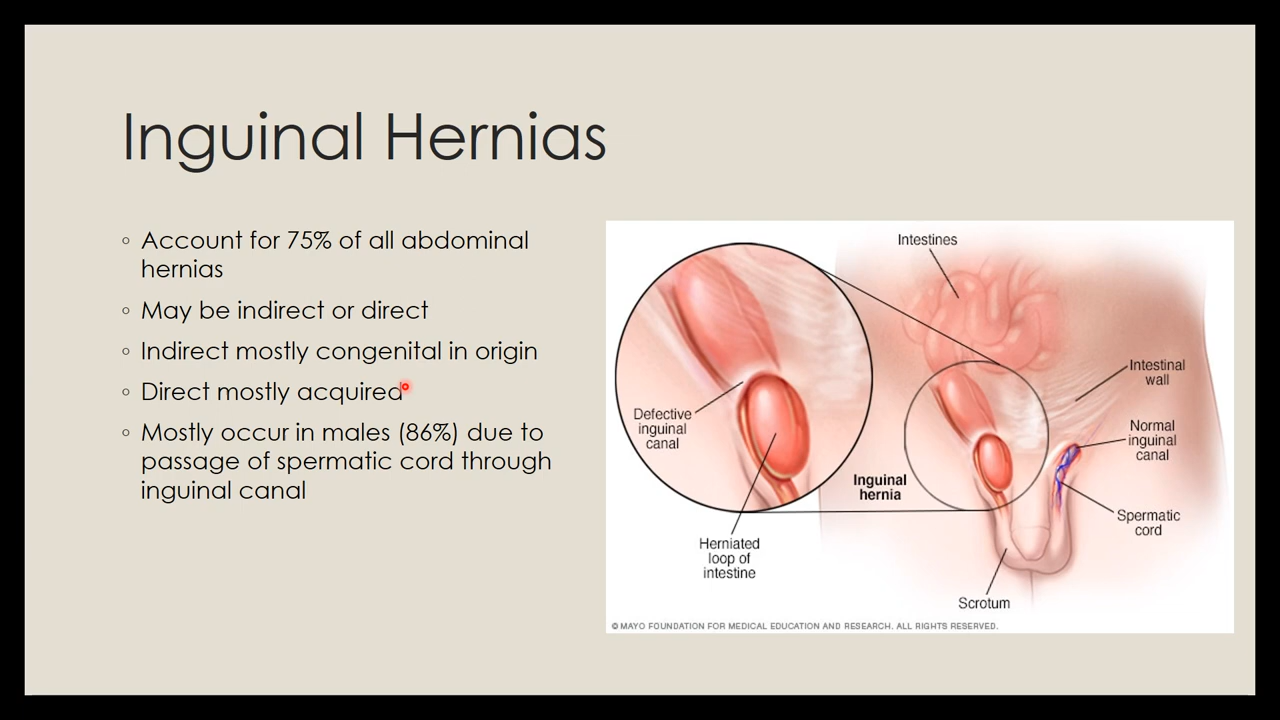 Inguinal Hernias
◦ Account for 75% of all abdominal
hernias
◦ May be indirect or direct
◦ Indirect mostly congenital in origin
◦ Direct mostly acquired
◦ Mostly occur in males (86%) due to
passage of spermatic cord through
inguinal canal
Intestines
Intestinal
wall
Defective
inguinal
canal
Normal
inguinal
canal
Inguinal
hernia
Spermatic
cord
Herniated
loop of
intestine
Scrotum
© MAYO FOUNDATION FOR MEDICAL EDUCATION AND RESEARCH. ALL RIGHTS RESERVED.